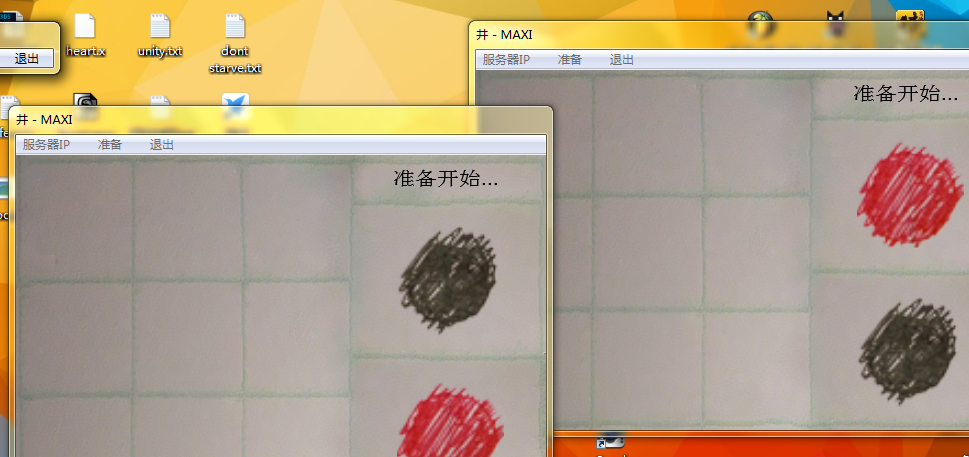 退出
heart.x
unity.txt
dont
starve.txt
井 - MAXI
服务器IP
准备
退出
准备开始...
井 - MAXI
服务器IP
准备
退出
准备开始...